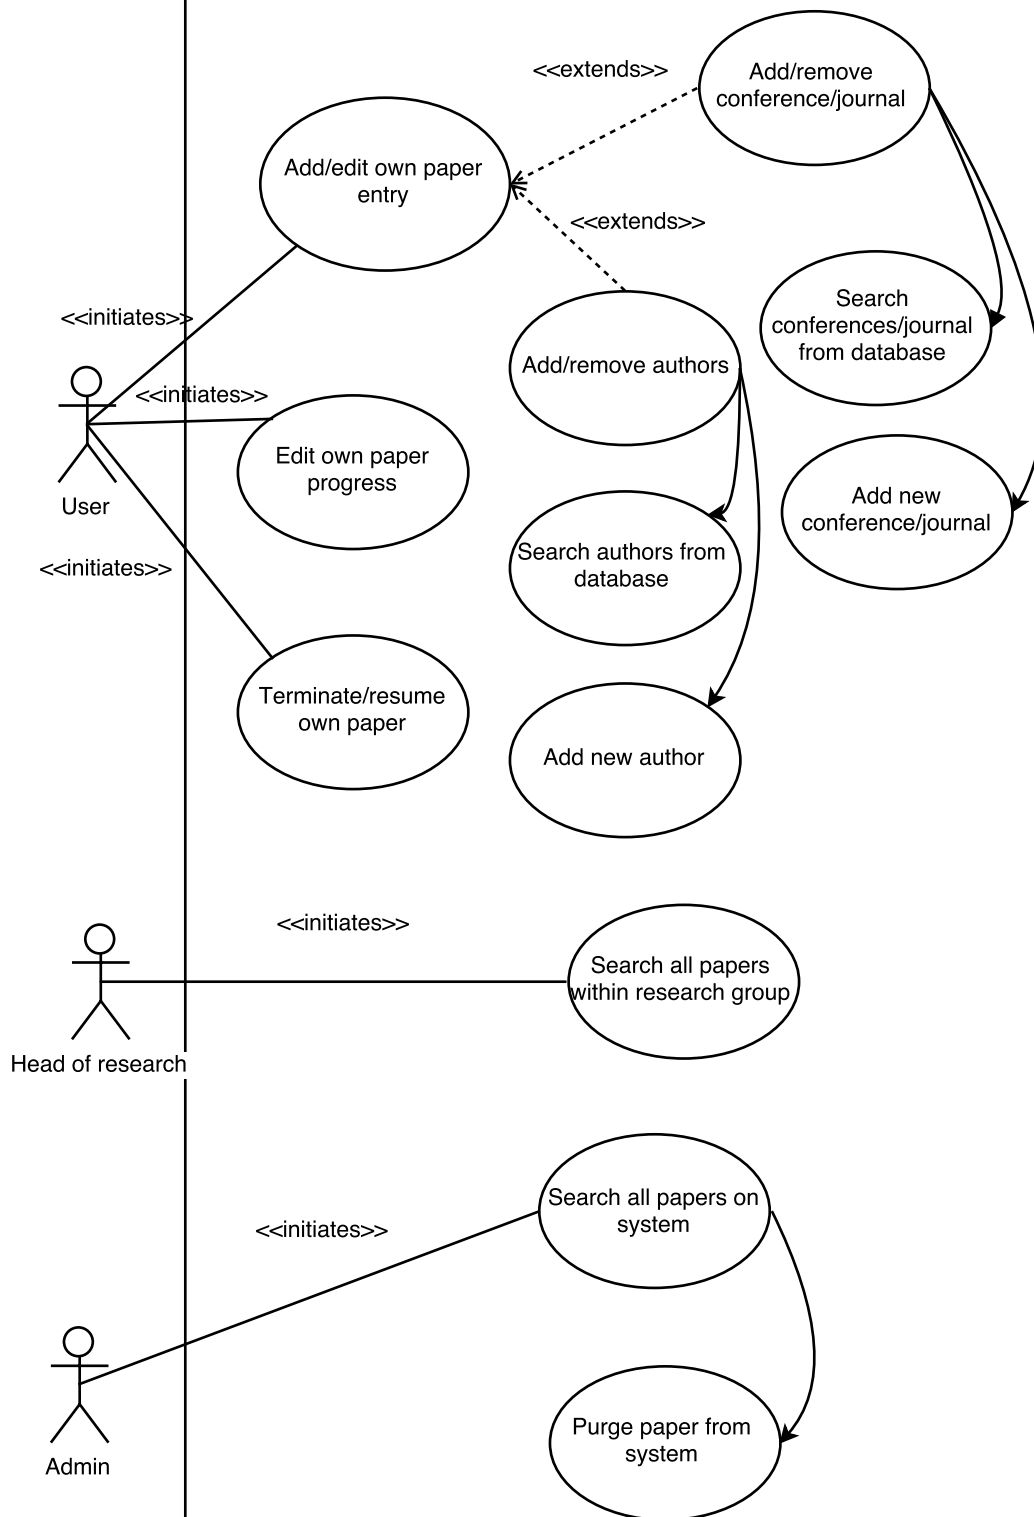 <<extends>>
Add/remove
conference/journal
Add/edit own paper
entry
<<extends>>
<<initiates>>
Search
conferences/journal
from database
Add/remove authors
<<initiates>>
Edit own paper
progress
User
Add new
conference/journal
Search authors from
database
<<initiates>>
Terminate/resume
own paper
Add new author
<<initiates>>
Search all papers
within research group
Head of research
Search all papers on
system
<<initiates>>
Purge paper from
system
Admin